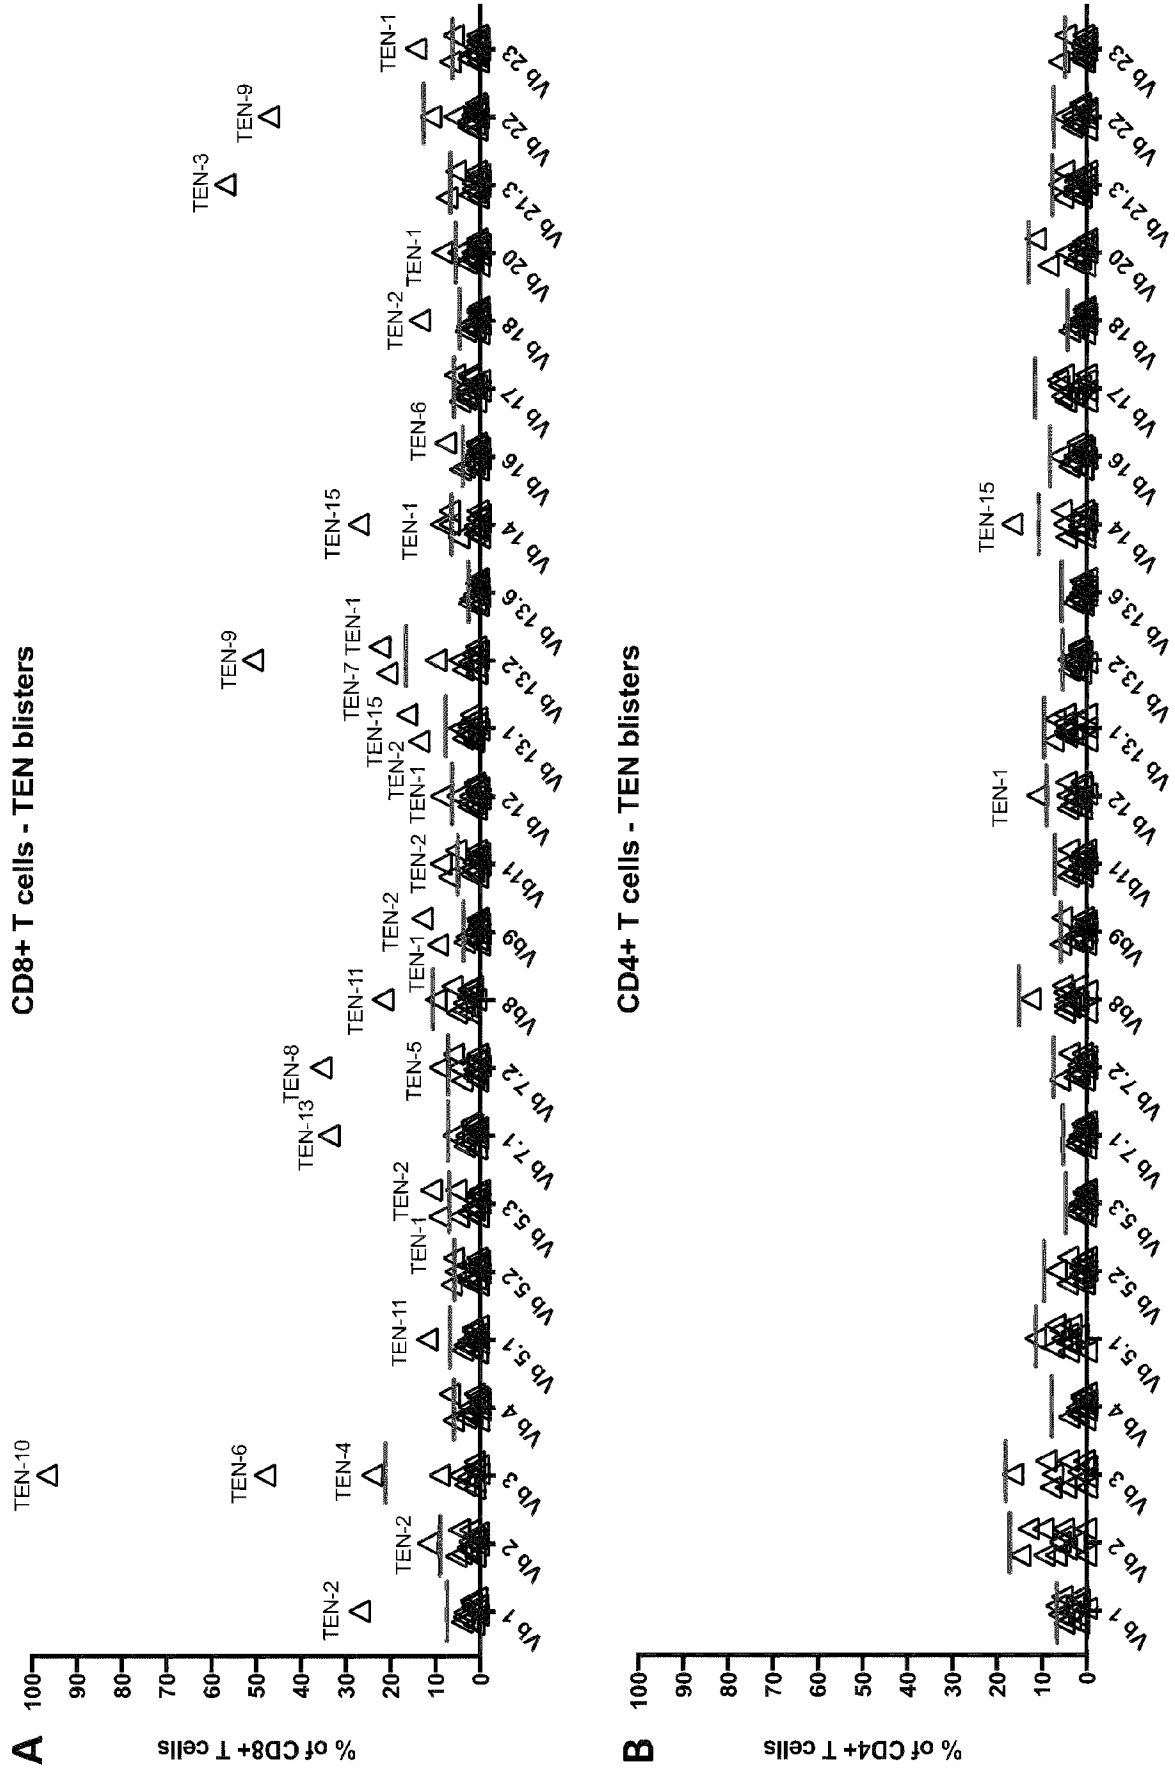 A
CD8+ T cells - TEN blisters
% of CD8+ T cells
100
90
80
70
60
50
40
30
20
10
0
TEN-2
TEN-2
TEN-10
TEN-6
TEN-4
TEN-11
TEN-1
TEN-2
TEN-13
TEN-8
TEN-5
TEN-11
TEN-1
TEN-2
TEN-2
TEN-1
TEN-2
TEN-15
TEN-7
TEN-1
TEN-9
TEN-15
TEN-1
TEN-6
TEN-2
TEN-1
TEN-3
TEN-9
TEN-1
Vb 1
Vb 2
Vb 3
Vb 4
Vb 5.1
Vb 5.2
Vb 5.3
Vb 7.1
Vb 7.2
Vb8
Vb9
Vb11
Vb 12
Vb 13.1
Vb 13.2
Vb 13.6
Vb 14
Vb 16
Vb 17
Vb 18
Vb 20
Vb 21.3
Vb 22
Vb 23
B
CD4+ T cells - TEN blisters
% of CD4+ T cells
100
90
80
70
60
50
40
30
20
10
0
TEN-1
TEN-15
Vb 1
Vb 2
Vb 3
Vb 4
Vb 5.1
Vb 5.2
Vb 5.3
Vb 7.1
Vb 7.2
Vb8
Vb9
Vb11
Vb 12
Vb 13.1
Vb 13.2
Vb 13.6
Vb 14
Vb 16
Vb 17
Vb 18
Vb 20
Vb 21.3
Vb 22
Vb 23